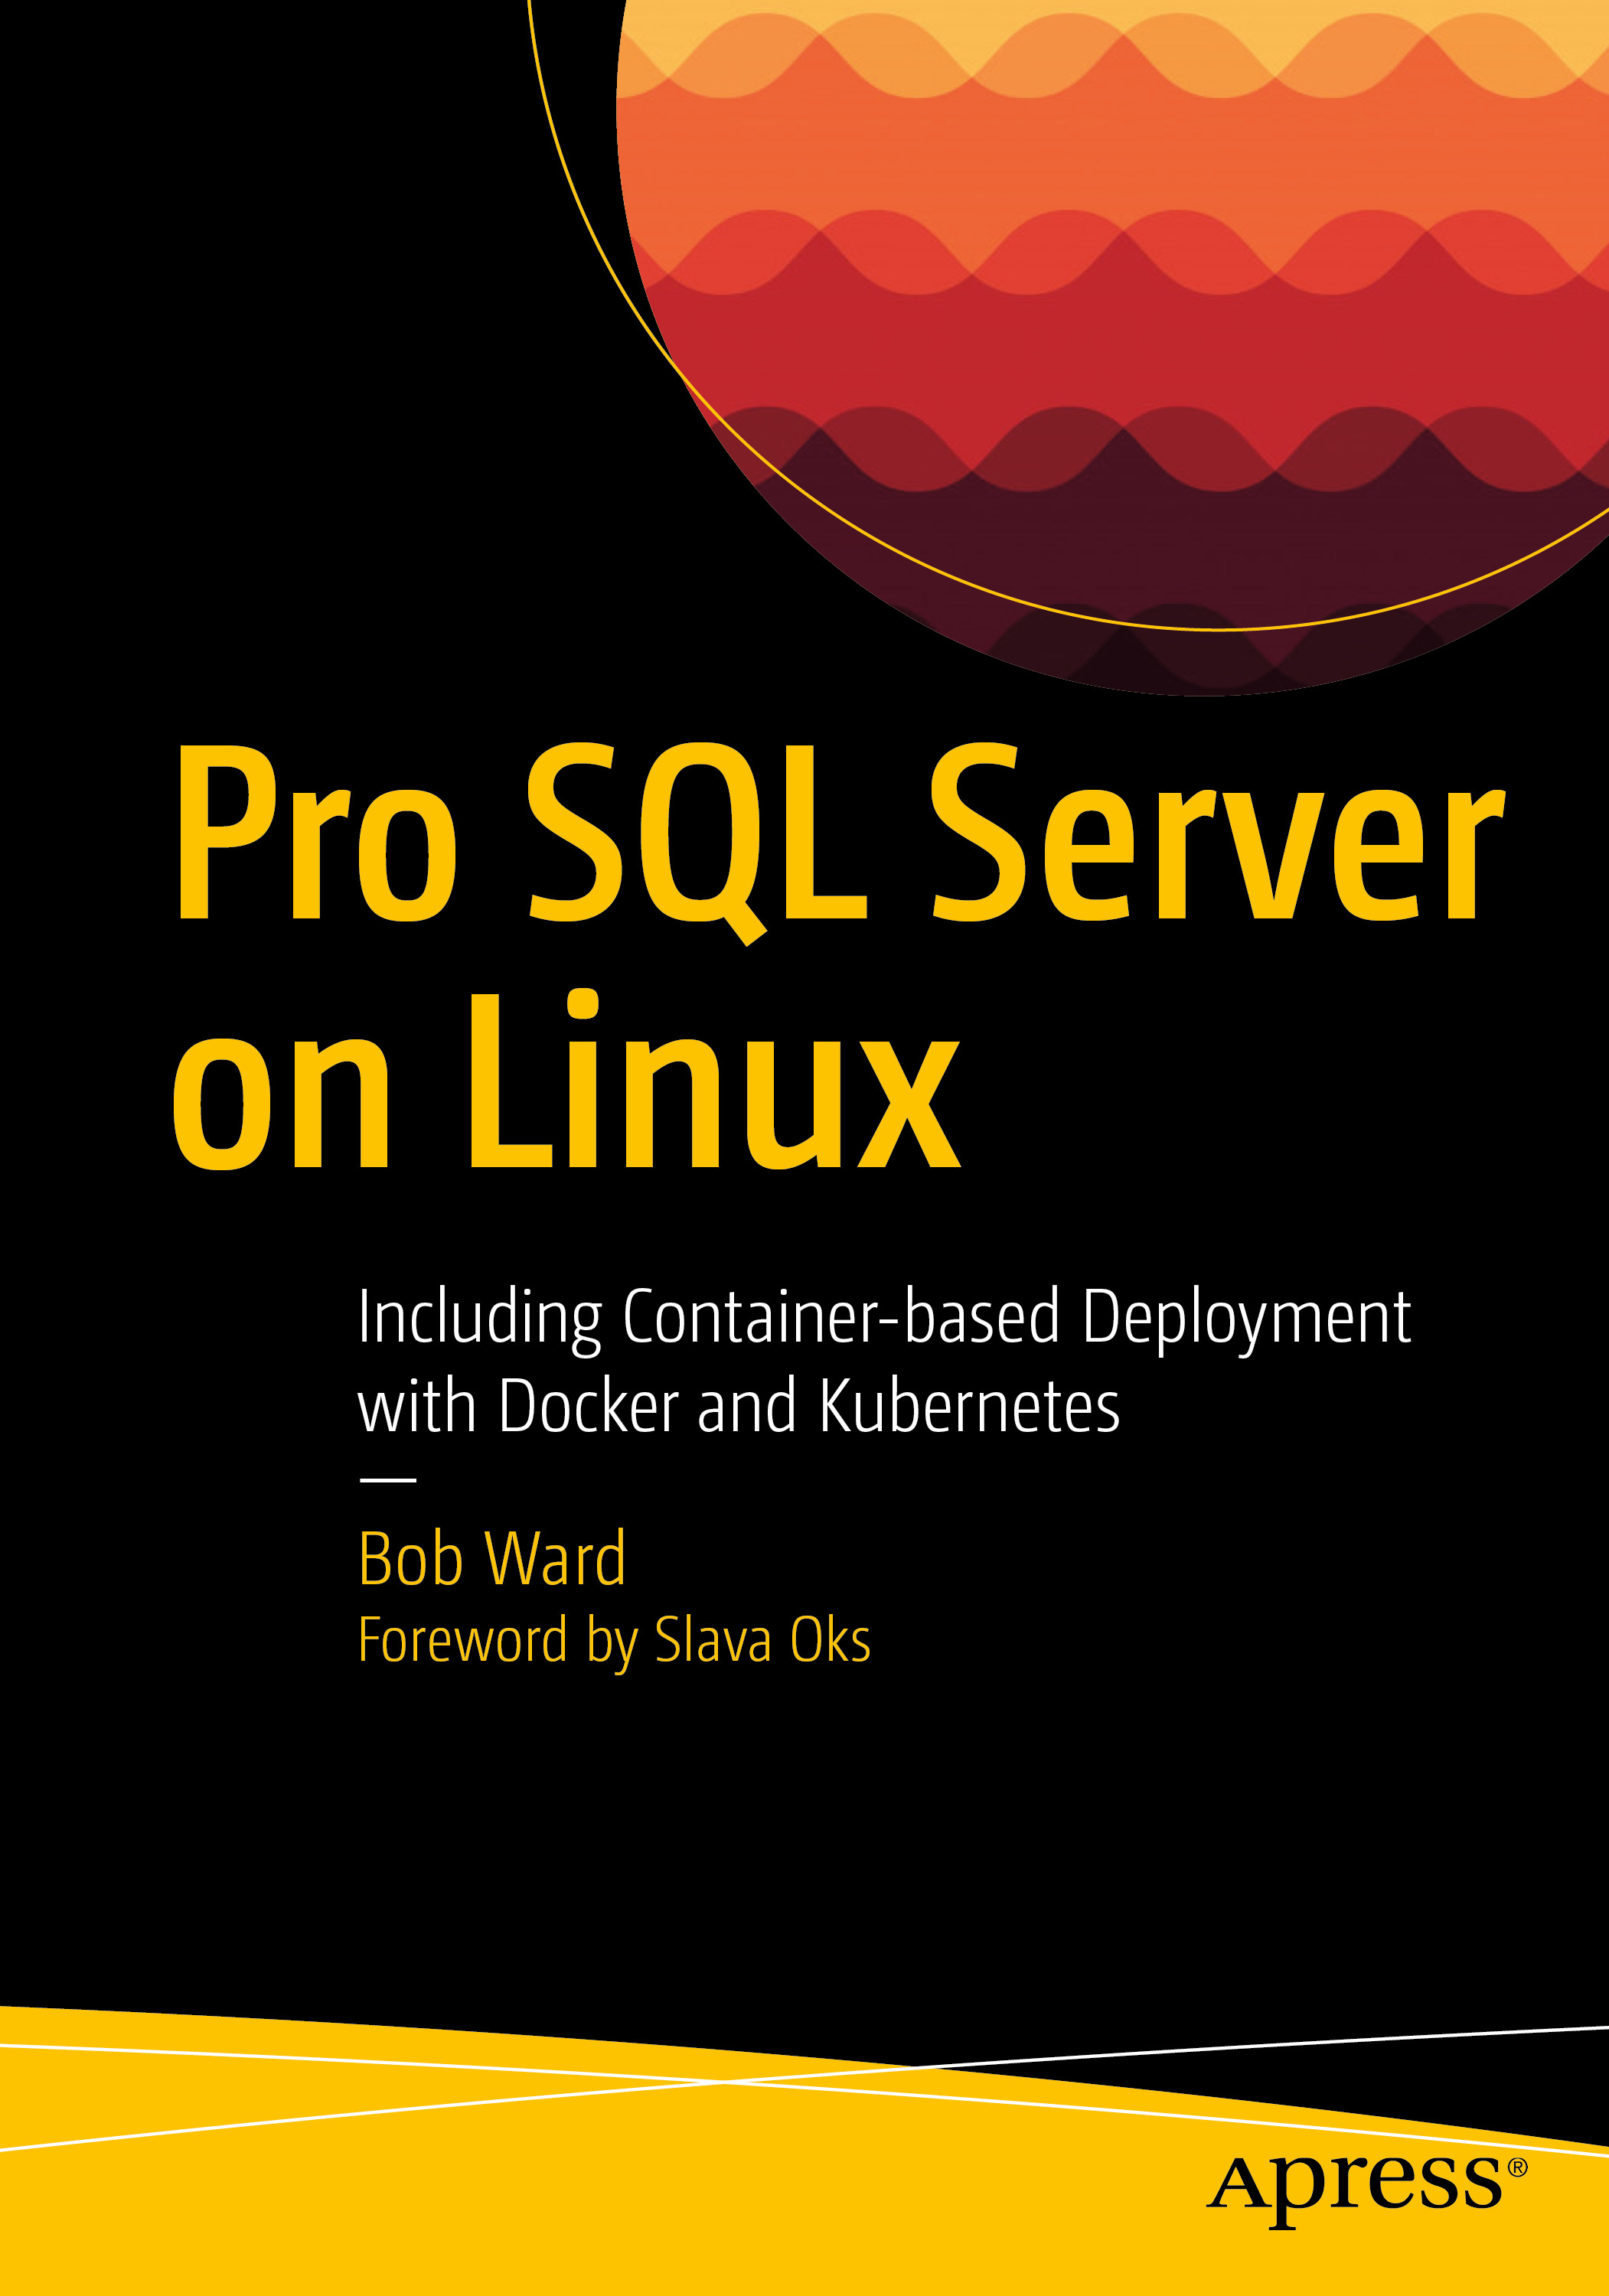 Pro SQL Server
on Linux
Including Container-based Deployment
with Docker and Kubernetes
—
Bob Ward
Foreword by Slava Oks
Apress®